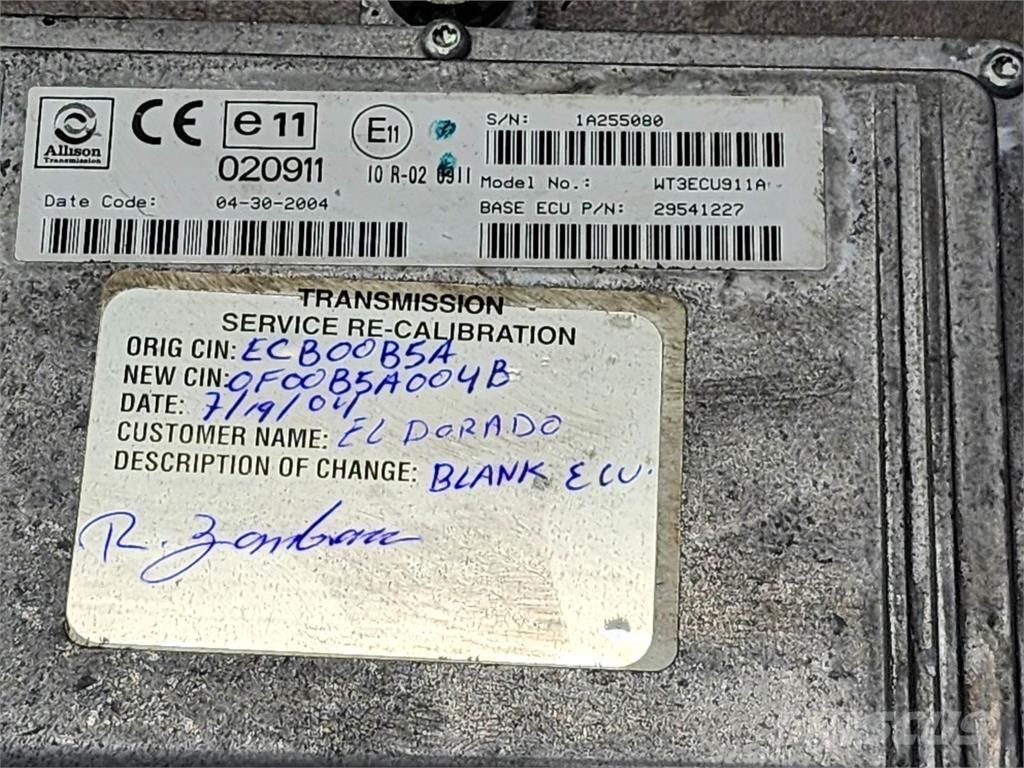 Allison
Transmission
CE
e 11
020911
E11
10 R-02 0911
S/N: 1A255080
Model No.: WT3ECU911A
BASE ECU P/N: 29541227
Date Code: 04-30-2004
TRANSMISSION
SERVICE RE-CALIBRATION
ORIG CIN: ECB00B5A
NEW CIN: 0F00B5A004B
DATE: 7/19/04
CUSTOMER NAME: EL DORADO
DESCRIPTION OF CHANGE: BLANK ECU.
R.